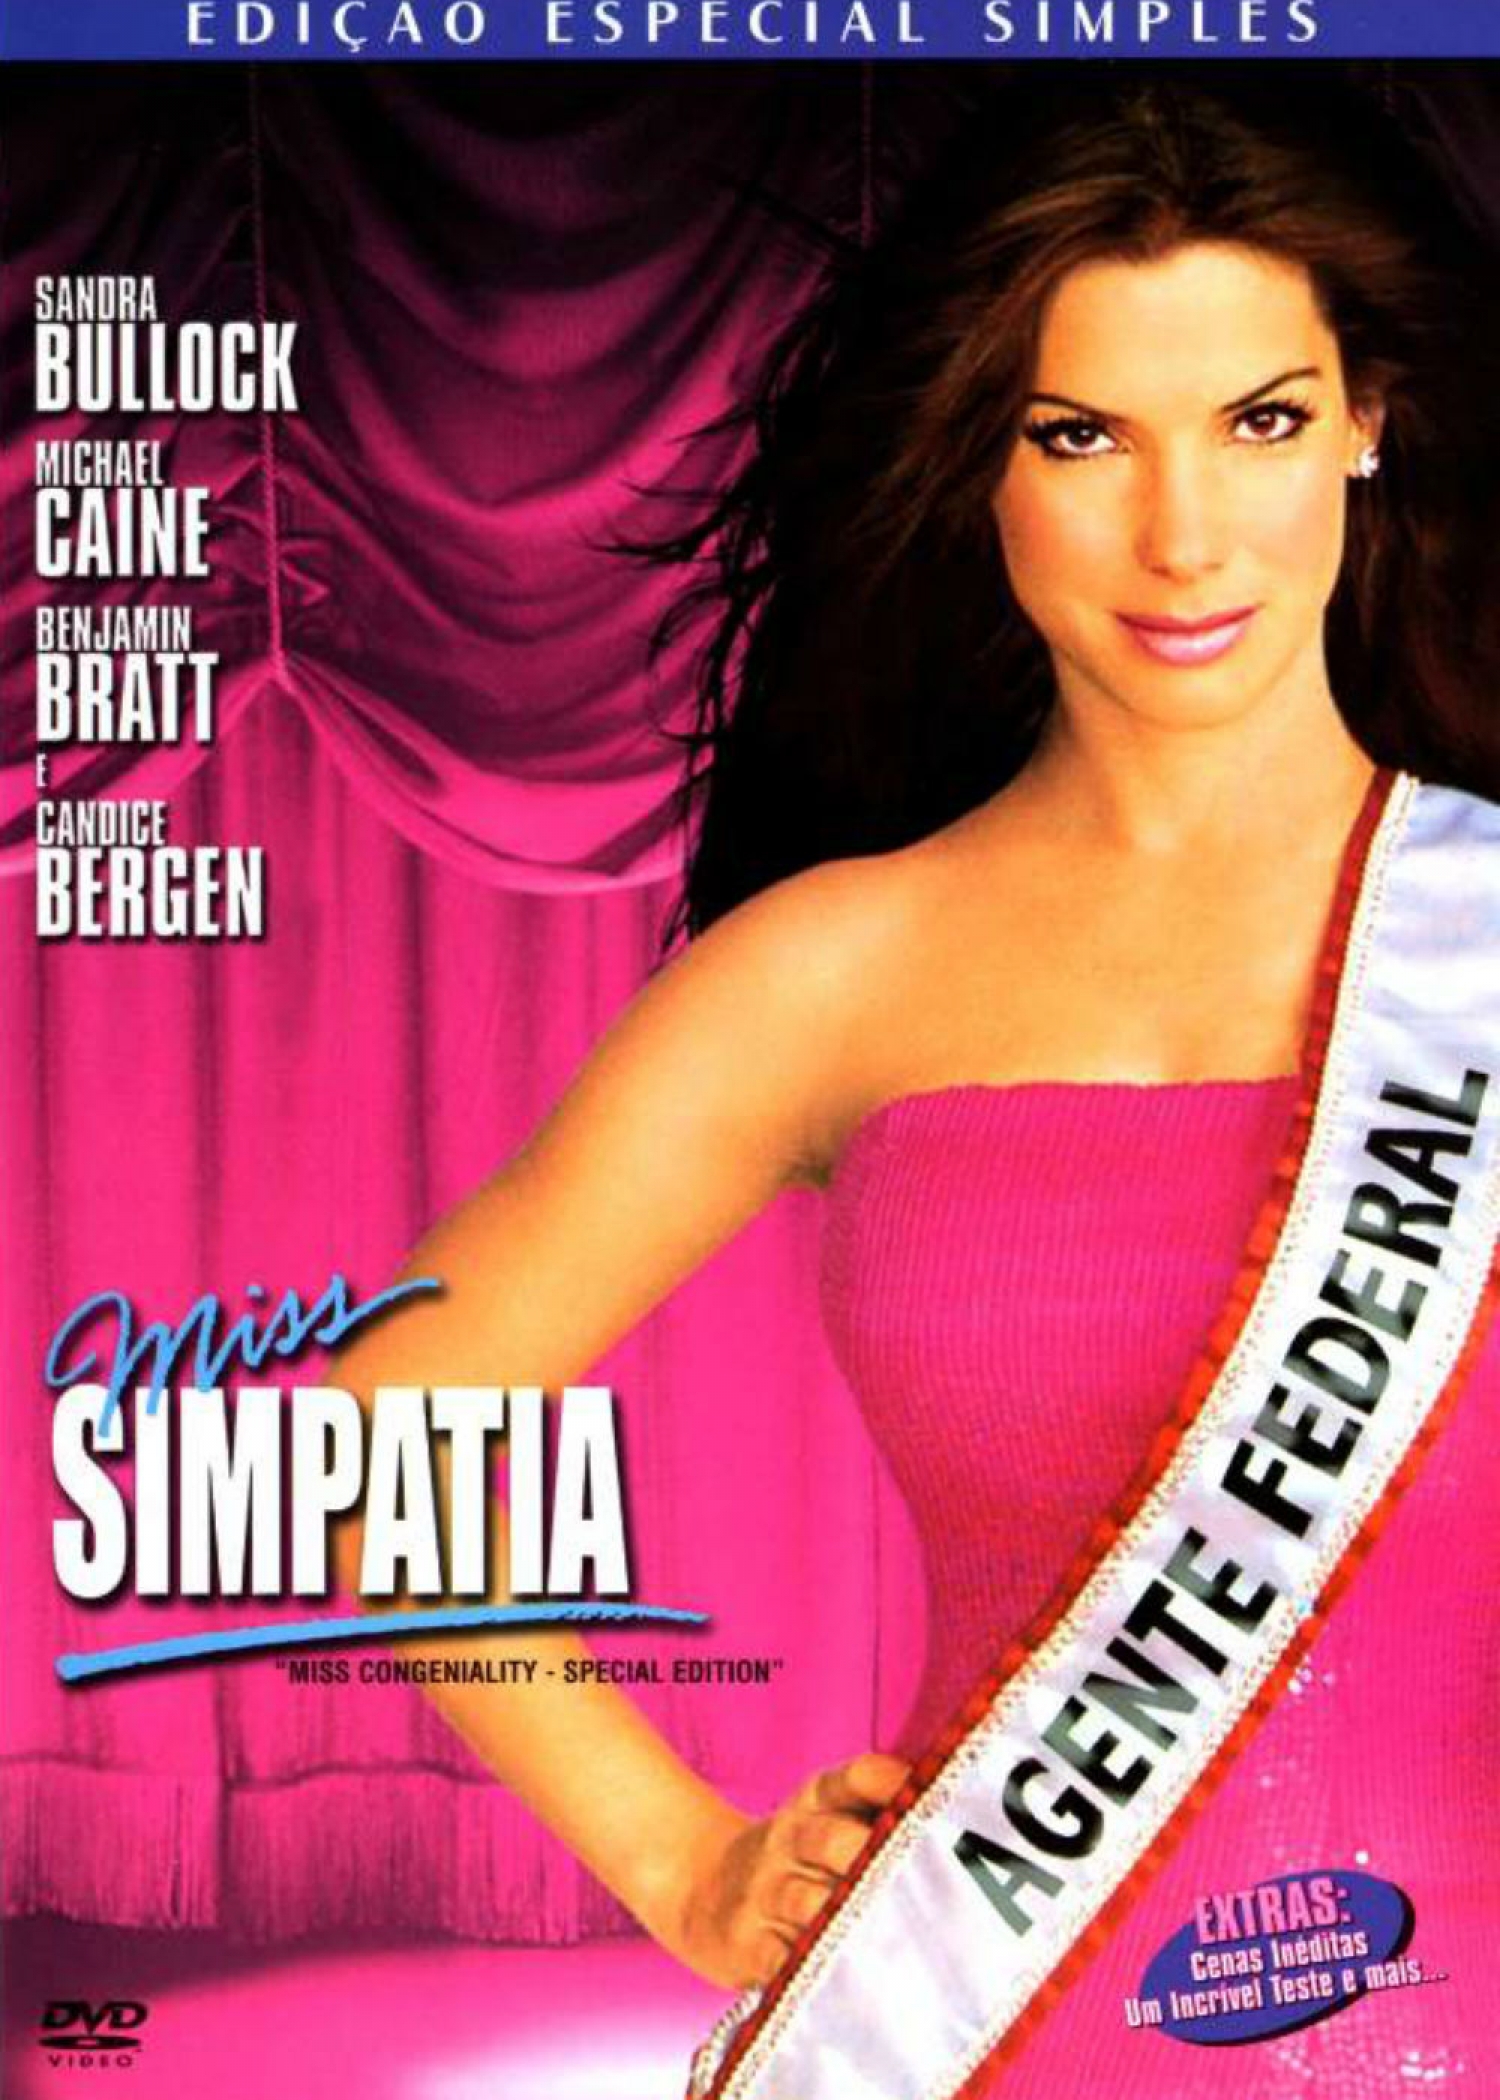 EDIÇÃO ESPECIAL SIMPLES
SANDRA
BULLOCK
MICHAEL
CAINE
BENJAMIN
BRATT
E
CANDICE
BERGEN
Miss
SIMPATIA
"MISS CONGENIALITY - SPECIAL EDITION"
AGENTE FEDERAL
EXTRAS:
Cenas Inéditas
Um Incrível Teste e mais...
DVD
VIDEO